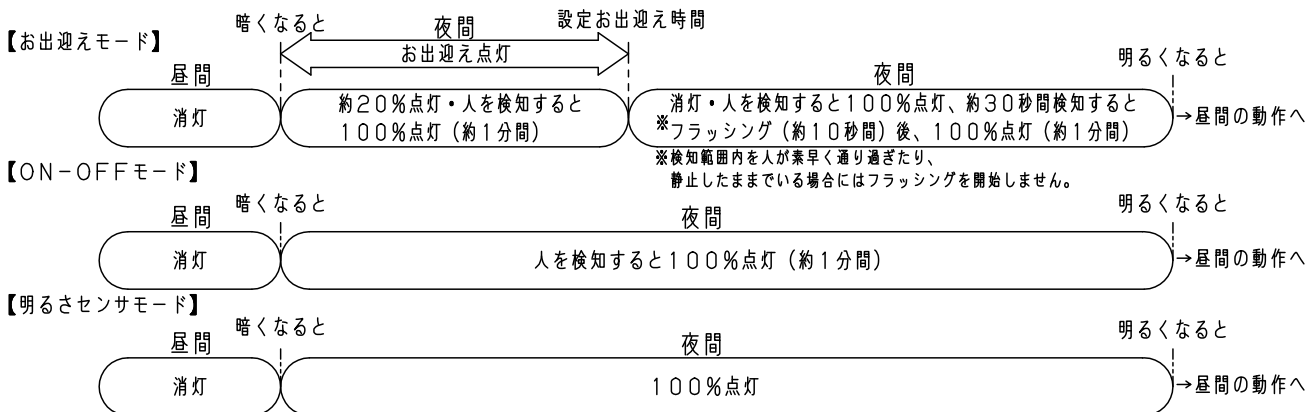 【お出迎えモード】
暗くなると
夜間
設定お出迎え時間
お出迎え点灯
明るくなると
昼間
夜間
消灯
約20%点灯・人を検知すると
100%点灯(約1分間)
消灯・人を検知すると100%点灯、約30秒間検知すると
※フラッシング(約10秒間)後、100%点灯(約1分間)
→昼間の動作へ
※検知範囲内を人が素早く通り過ぎたり、
静止したままでいる場合にはフラッシングを開始しません。
【ON-OFFモード】
昼間
暗くなると
夜間
明るくなると
消灯
人を検知すると100%点灯(約1分間)
→昼間の動作へ
【明るさセンサモード】
昼間
暗くなると
夜間
明るくなると
消灯
100%点灯
→昼間の動作へ